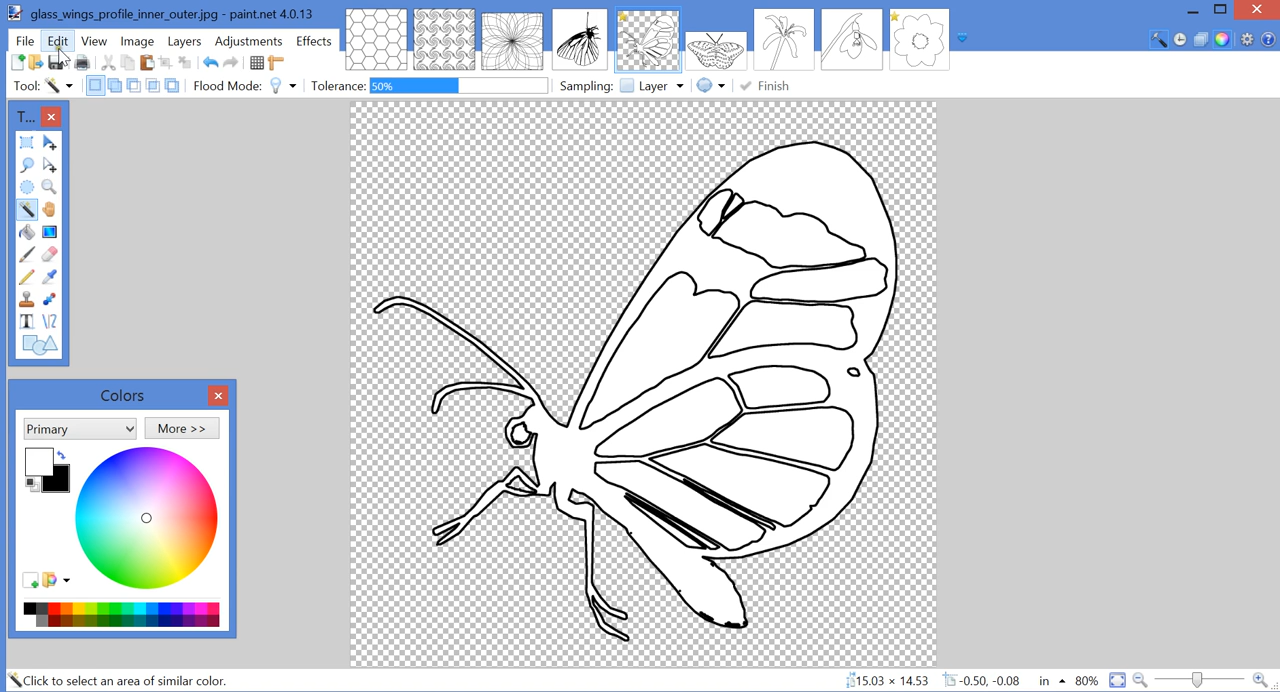 glass_wings_profile_inner_outer.jpg - paint.net 4.0.13
File Edit View Image Layers Adjustments Effects
Tool: Flood Mode: Tolerance: 50% Sampling: Layer Finish
T...
Colors
Primary More >>
Click to select an area of similar color. 15.03 × 14.53 -0.50, -0.08 in 80%